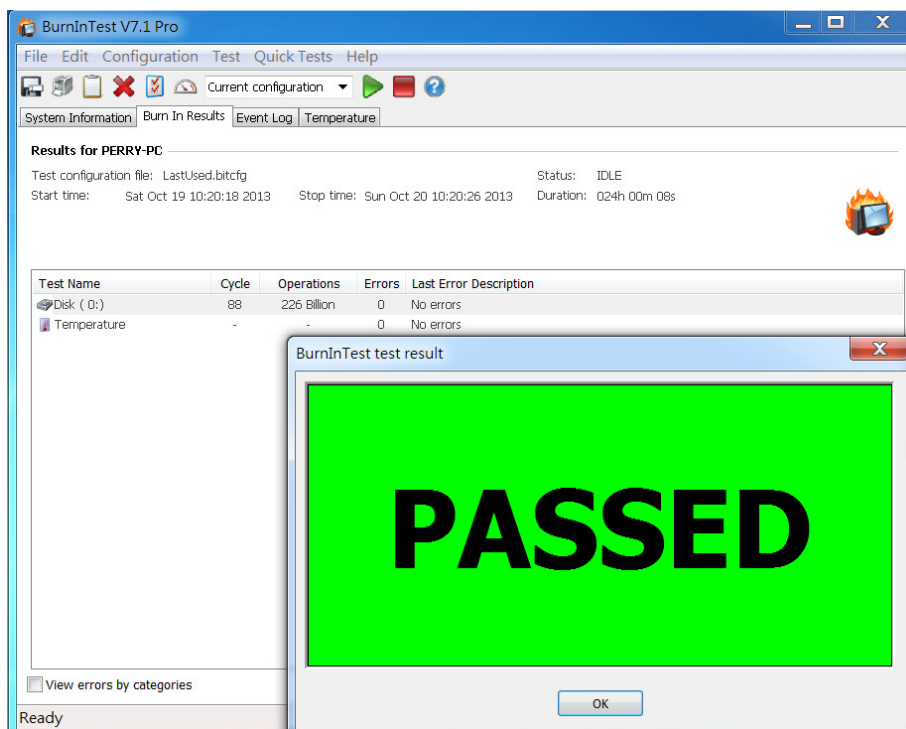 BurnInTest V7.1 Pro
File Edit Configuration Test Quick Tests Help
Current configuration
System Information Burn In Results Event Log Temperature
Results for PERRY-PC
Test configuration file: LastUsed.bitcfg Status: IDLE
Start time: Sat Oct 19 10:20:18 2013 Stop time: Sun Oct 20 10:20:26 2013 Duration: 024h 00m 08s
Test Name Cycle Operations Errors Last Error Description
Disk ( O:) 88 226 Billion 0 No errors
Temperature - - 0 No errors
BurnInTest test result
PASSED
View errors by categories
OK
Ready